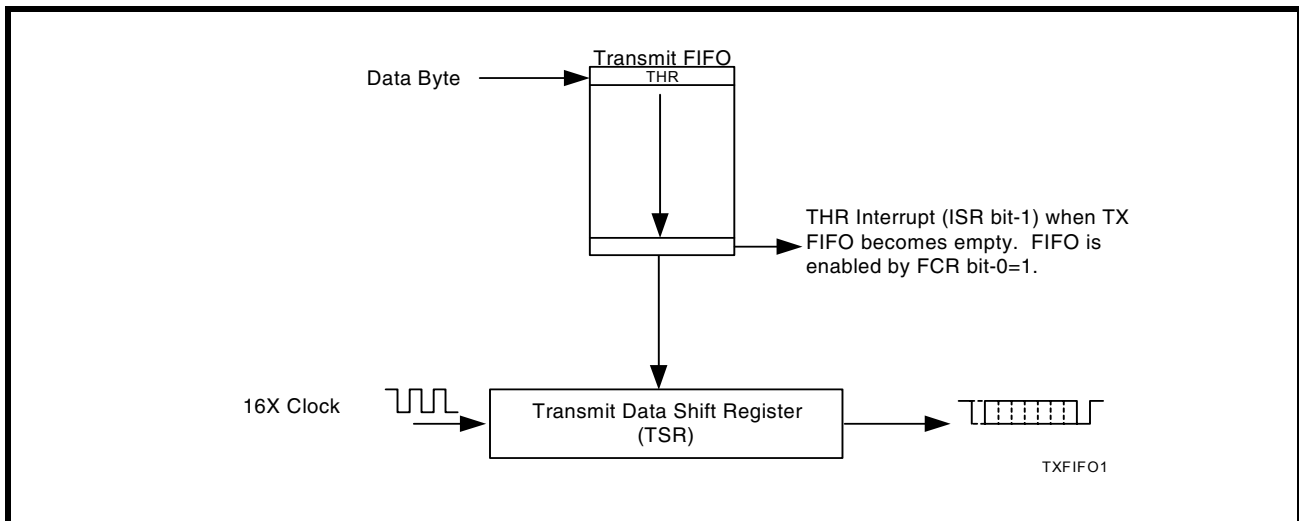 Transmit FIFO
Data Byte
THR
THR Interrupt (ISR bit-1) when TX
FIFO becomes empty. FIFO is
enabled by FCR bit-0=1.
16X Clock
Transmit Data Shift Register
(TSR)
TXFIFO1